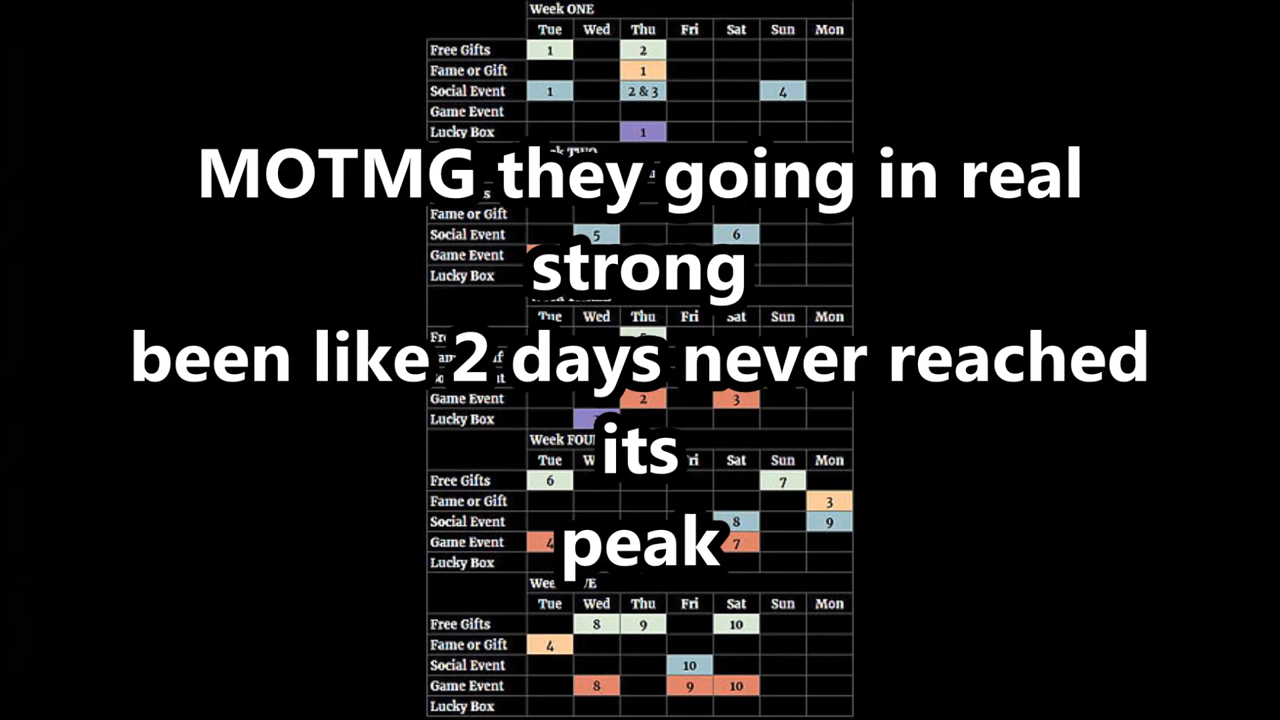 Week ONE
Tue Wed Thu Fri Sat Sun Mon
Free Gifts 1 2
Fame or Gift 1
Social Event 1 2 & 3 4
Game Event
Lucky Box 1
MOTMG they going in real
Fame or Gift
Social Event 5 6
strong
Game Event
Lucky Box
Tue Wed Thu Fri Sat Sun Mon
been like 2 days never reached
Game Event 2 3
Lucky Box
its
Week FOU
Tue Sat Sun Mon
Free Gifts 6 7
Fame or Gift 3
Social Event 8 9
Game Event 4 7
peak
Lucky Box
Tue Wed Thu Fri Sat Sun Mon
Free Gifts 8 9 10
Fame or Gift 4
Social Event 10
Game Event 8 9 10
Lucky Box